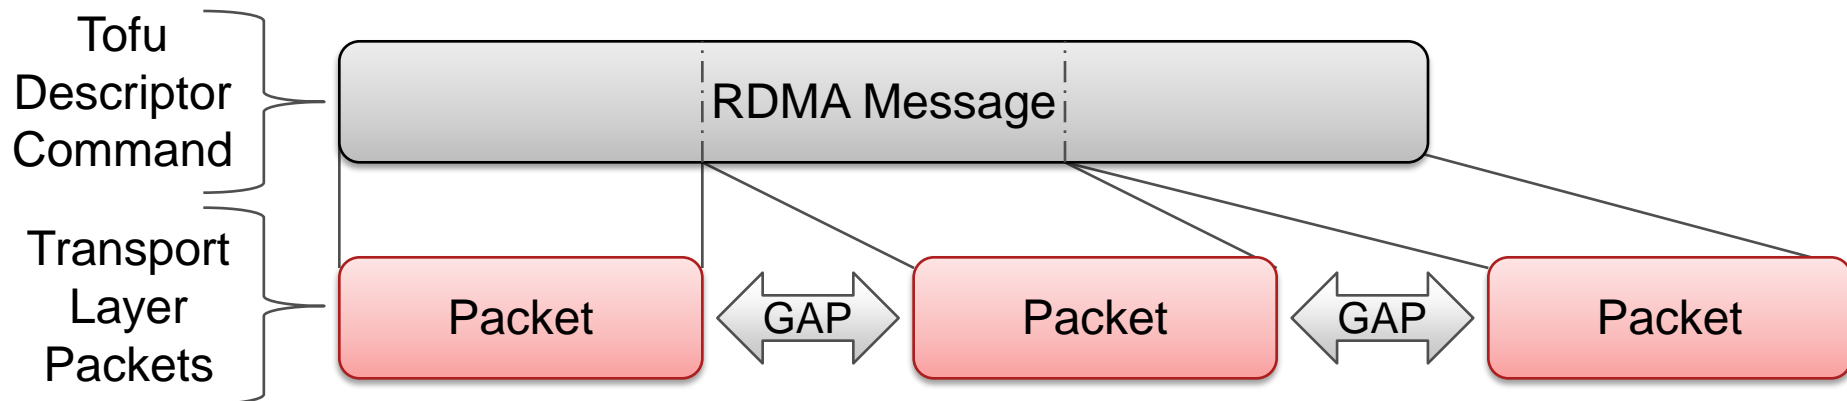 Tofu
Descriptor
Command
RDMA Message
Transport
Layer
Packets
Packet
GAP
Packet
GAP
Packet